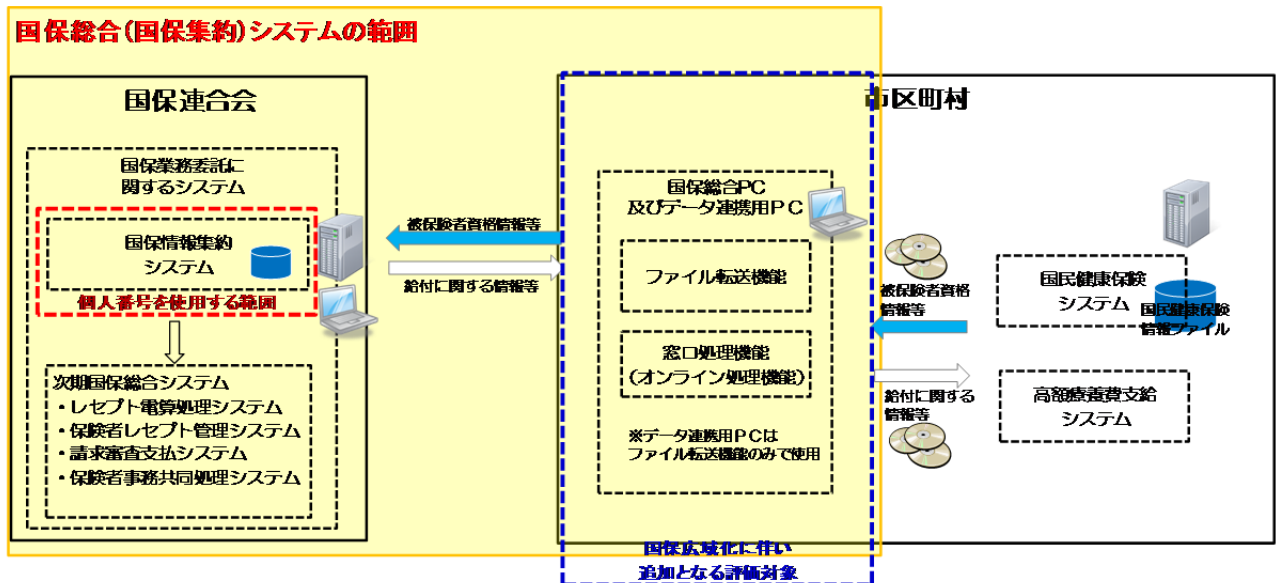 国保総合(国保集約)システムの範囲
国保連合会
国保業務委託に
関するシステム
国保情報集約
システム
個人番号を使用する範囲
次期国保総合システム
・レセプト電算処理システム
・保険者レセプト管理システム
・請求審査支払システム
・保険者事務共同処理システム
被保険者資格情報等
給付に関する情報等
市区町村
国保総合PC
及びデータ連携用PC
ファイル転送機能
窓口処理機能
(オンライン処理機能)
※データ連携用PCは
ファイル転送機能のみで使用
国保広域化に伴い
追加となる評価対象
被保険者資格
情報等
給付に関する
情報等
国民健康保険
システム
国民健康保険
情報ファイル
高額療養費支給
システム